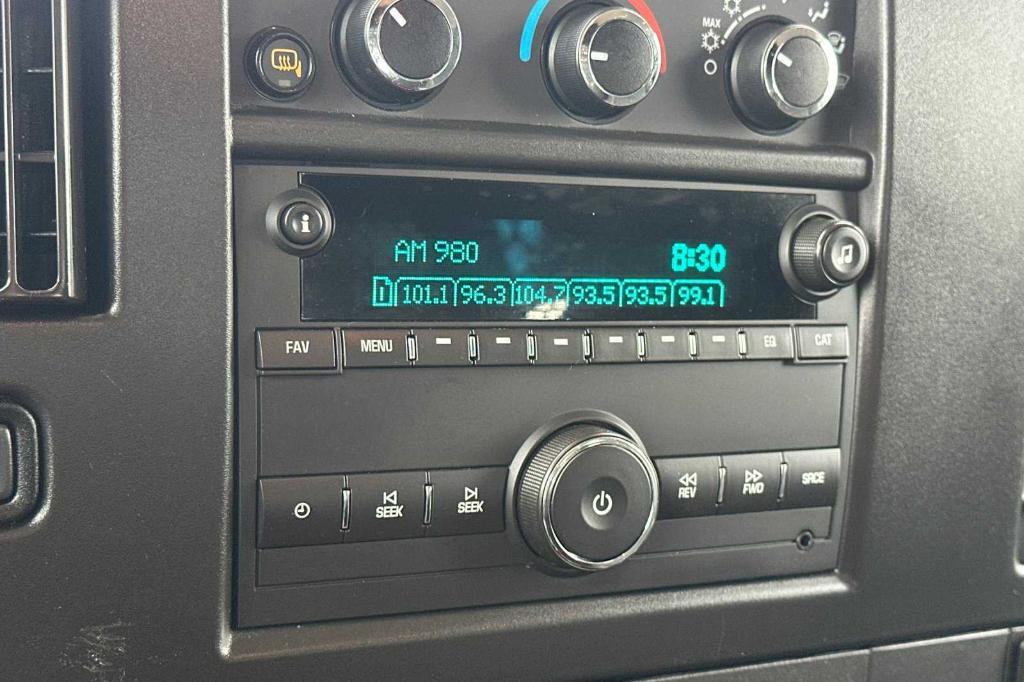 MAX
i
AM 980 8:30
1 101.1 96.3 104.7 93.5 93.5 99.1
FAV MENU EQ CAT
SEEK SEEK REV FWD SRCE